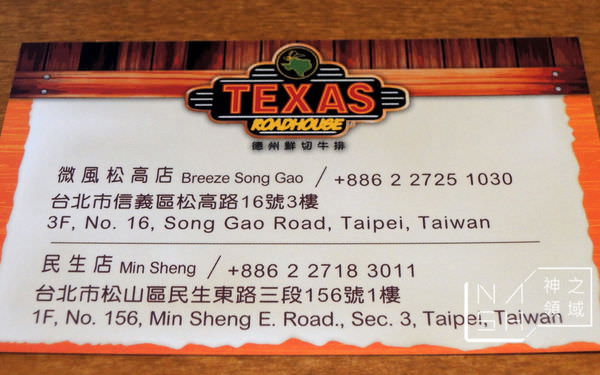 TEXAS
ROADHOUSE
德州鮮切牛排
微風松高店 Breeze Song Gao / +886 2 2725 1030
台北市信義區松高路16號3樓
3F, No. 16, Song Gao Road, Taipei, Taiwan
民生店 Min Sheng / +886 2 2718 3011
台北市松山區民生東路三段156號1樓
1F, No. 156, Min Sheng E. Road., Sec. 3, Taipei, Taiwan
神之
領域